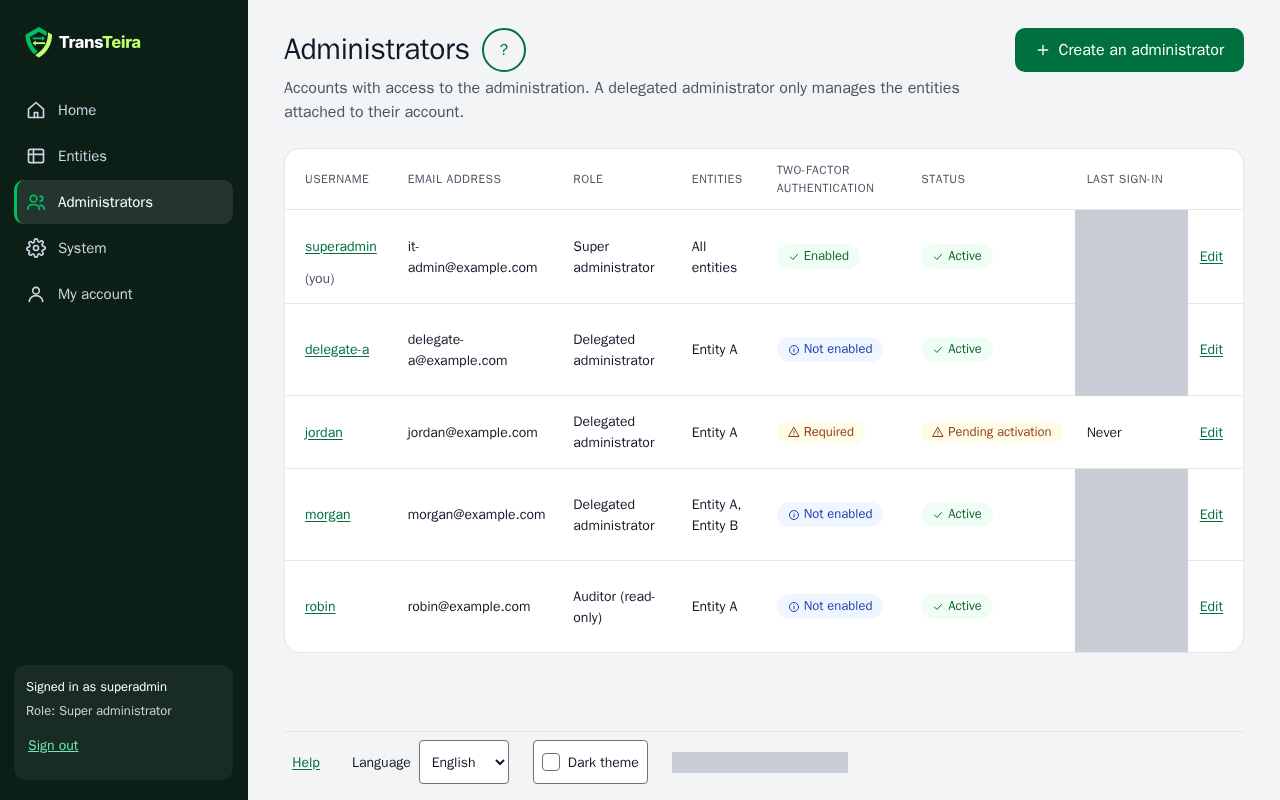 TransTeira
Home
Entities
Administrators
System
My account
Signed in as superadmin
Role: Super administrator
Sign out
Administrators ?
+ Create an administrator
Accounts with access to the administration. A delegated administrator only manages the entities
attached to their account.
USERNAME EMAIL ADDRESS ROLE ENTITIES TWO-FACTOR AUTHENTICATION STATUS LAST SIGN-IN
superadmin (you) it-admin@example.com Super administrator All entities Enabled Active Edit
delegate-a delegate-a@example.com Delegated administrator Entity A Not enabled Active Edit
jordan jordan@example.com Delegated administrator Entity A Required Pending activation Never Edit
morgan morgan@example.com Delegated administrator Entity A, Entity B Not enabled Active Edit
robin robin@example.com Auditor (read-only) Entity A Not enabled Active Edit
Help Language English Dark theme